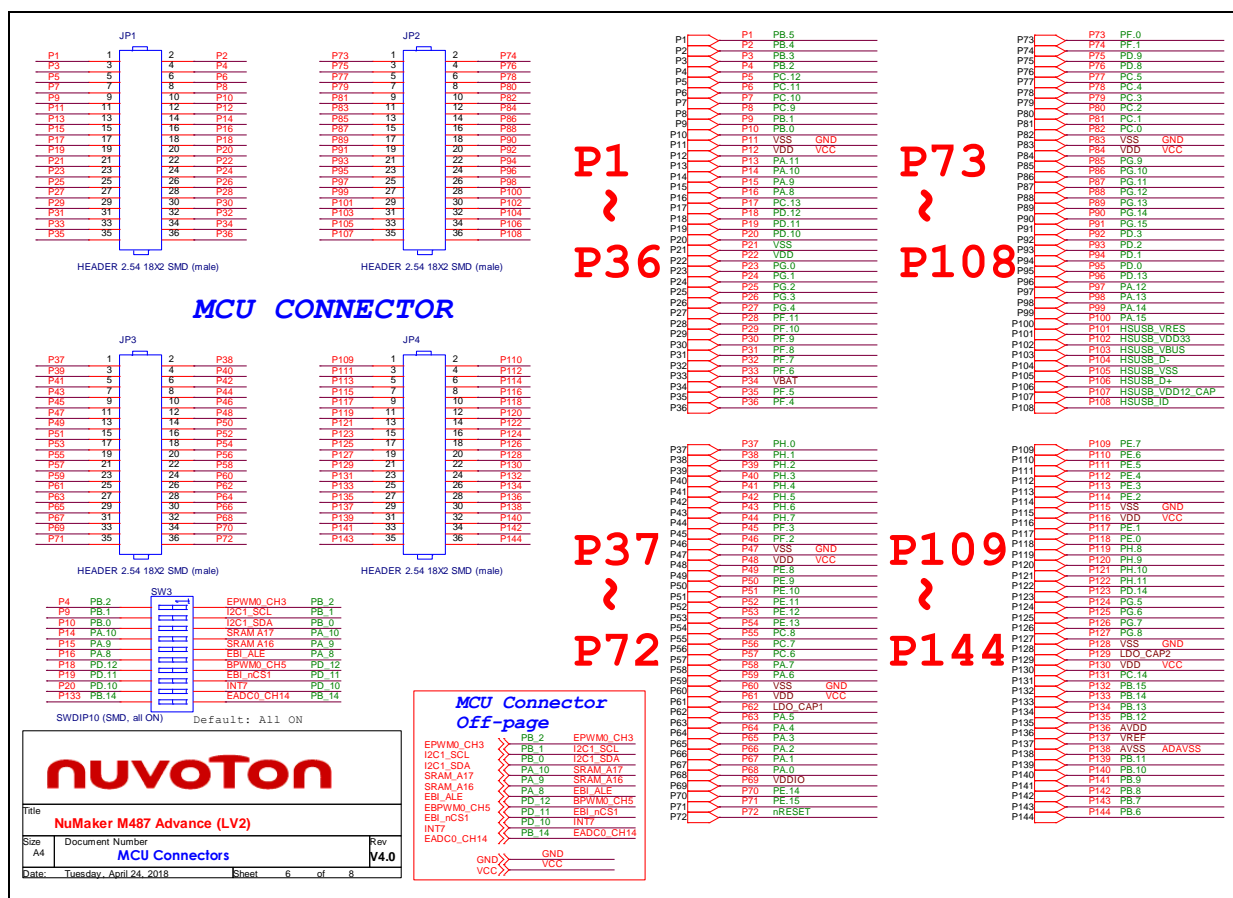 JP1
P1 1 2 P2
P3 3 4 P4
P5 5 6 P6
P7 7 8 P8
P9 9 10 P10
P11 11 12 P12
P13 13 14 P14
P15 15 16 P16
P17 17 18 P18
P19 19 20 P20
P21 21 22 P22
P23 23 24 P24
P25 25 26 P26
P27 27 28 P28
P29 29 30 P30
P31 31 32 P32
P33 33 34 P34
P35 35 36 P36
HEADER 2.54 18X2 SMD (male)
JP2
P73 1 2 P74
P75 3 4 P76
P77 5 6 P78
P79 7 8 P80
P81 9 10 P82
P83 11 12 P84
P85 13 14 P86
P87 15 16 P88
P89 17 18 P90
P91 19 20 P92
P93 21 22 P94
P95 23 24 P96
P97 25 26 P98
P99 27 28 P100
P101 29 30 P102
P103 31 32 P104
P105 33 34 P106
P107 35 36 P108
HEADER 2.54 18X2 SMD (male)
MCU CONNECTOR
JP3
P37 1 2 P38
P39 3 4 P40
P41 5 6 P42
P43 7 8 P44
P45 9 10 P46
P47 11 12 P48
P49 13 14 P50
P51 15 16 P52
P53 17 18 P54
P55 19 20 P56
P57 21 22 P58
P59 23 24 P60
P61 25 26 P62
P63 27 28 P64
P65 29 30 P66
P67 31 32 P68
P69 33 34 P70
P71 35 36 P72
HEADER 2.54 18X2 SMD (male)
JP4
P109 1 2 P110
P111 3 4 P112
P113 5 6 P114
P115 7 8 P116
P117 9 10 P118
P119 11 12 P120
P121 13 14 P122
P123 15 16 P124
P125 17 18 P126
P127 19 20 P128
P129 21 22 P130
P131 23 24 P132
P133 25 26 P134
P135 27 28 P136
P137 29 30 P138
P139 31 32 P140
P141 33 34 P142
P143 35 36 P144
HEADER 2.54 18X2 SMD (male)
SW3
P4 PB.2 EPWM0_CH3 PB_2
P9 PB.1 I2C1_SCL PB_1
P10 PB.0 I2C1_SDA PB_0
P14 PA.10 SRAM A17 PA_10
P15 PA.9 SRAM A16 PA_9
P16 PA.8 EBI_ALE PA_8
P18 PD.12 BPWM0_CH5 PD_12
P19 PD.11 EBI_nCS1 PD_11
P20 PD.10 INT7 PD_10
P133 PB.14 EADC0_CH14 PB_14
SWDIP10 (SMD, all ON) Default: All ON
P1
~
P36
P1 P1 PB.5
P2 P2 PB.4
P3 P3 PB.3
P4 P4 PB.2
P5 P5 PC.12
P6 P6 PC.11
P7 P7 PC.10
P8 P8 PC.9
P9 P9 PB.1
P10 P10 PB.0
P11 P11 VSS GND
P12 P12 VDD VCC
P13 P13 PA.11
P14 P14 PA.10
P15 P15 PA.9
P16 P16 PA.8
P17 P17 PC.13
P18 P18 PD.12
P19 P19 PD.11
P20 P20 PD.10
P21 P21 VSS
P22 P22 VDD
P23 P23 PG.0
P24 P24 PG.1
P25 P25 PG.2
P26 P26 PG.3
P27 P27 PG.4
P28 P28 PF.11
P29 P29 PF.10
P30 P30 PF.9
P31 P31 PF.8
P32 P32 PF.7
P33 P33 PF.6
P34 P34 VBAT
P35 P35 PF.5
P36 P36 PF.4
P73
~
P108
P73 P73 PF.0
P74 P74 PF.1
P75 P75 PD.9
P76 P76 PD.8
P77 P77 PC.5
P78 P78 PC.4
P79 P79 PC.3
P80 P80 PC.2
P81 P81 PC.1
P82 P82 PC.0
P83 P83 VSS GND
P84 P84 VDD VCC
P85 P85 PG.9
P86 P86 PG.10
P87 P87 PG.11
P88 P88 PG.12
P89 P89 PG.13
P90 P90 PG.14
P91 P91 PG.15
P92 P92 PD.3
P93 P93 PD.2
P94 P94 PD.1
P95 P95 PD.0
P96 P96 PD.13
P97 P97 PA.12
P98 P98 PA.13
P99 P99 PA.14
P100 P100 PA.15
P101 P101 HSUSB_VRES
P102 P102 HSUSB_VDD33
P103 P103 HSUSB_VBUS
P104 P104 HSUSB_D-
P105 P105 HSUSB_VSS
P106 P106 HSUSB_D+
P107 P107 HSUSB_VDD12_CAP
P108 P108 HSUSB_ID
P37
~
P72
P37 P37 PH.0
P38 P38 PH.1
P39 P39 PH.2
P40 P40 PH.3
P41 P41 PH.4
P42 P42 PH.5
P43 P43 PH.6
P44 P44 PH.7
P45 P45 PF.3
P46 P46 PF.2
P47 P47 VSS GND
P48 P48 VDD VCC
P49 P49 PE.8
P50 P50 PE.9
P51 P51 PE.10
P52 P52 PE.11
P53 P53 PE.12
P54 P54 PE.13
P55 P55 PC.8
P56 P56 PC.7
P57 P57 PC.6
P58 P58 PA.7
P59 P59 PA.6
P60 P60 VSS GND
P61 P61 VDD VCC
P62 P62 LDO_CAP1
P63 P63 PA.5
P64 P64 PA.4
P65 P65 PA.3
P66 P66 PA.2
P67 P67 PA.1
P68 P68 PA.0
P69 P69 VDDIO
P70 P70 PE.14
P71 P71 PE.15
P72 P72 nRESET
P109
~
P144
P109 P109 PE.7
P110 P110 PE.6
P111 P111 PE.5
P112 P112 PE.4
P113 P113 PE.3
P114 P114 PE.2
P115 P115 VSS GND
P116 P116 VDD VCC
P117 P117 PE.1
P118 P118 PE.0
P119 P119 PH.8
P120 P120 PH.9
P121 P121 PH.10
P122 P122 PH.11
P123 P123 PD.14
P124 P124 PG.5
P125 P125 PG.6
P126 P126 PG.7
P127 P127 PG.8
P128 P128 VSS GND
P129 P129 LDO_CAP2
P130 P130 VDD VCC
P131 P131 PC.14
P132 P132 PB.15
P133 P133 PB.14
P134 P134 PB.13
P135 P135 PB.12
P136 P136 AVDD
P137 P137 VREF
P138 P138 AVSS ADAVSS
P139 P139 PB.11
P140 P140 PB.10
P141 P141 PB.9
P142 P142 PB.8
P143 P143 PB.7
P144 P144 PB.6
MCU Connector
Off-page
EPWM0_CH3 PB_2 EPWM0_CH3
I2C1_SCL PB_1 I2C1_SCL
I2C1_SDA PB_0 I2C1_SDA
SRAM_A17 PA_10 SRAM_A17
SRAM_A16 PA_9 SRAM_A16
EBI_ALE PA_8 EBI_ALE
EBPWM0_CH5 PD_12 BPWM0_CH5
EBI_nCS1 PD_11 EBI_nCS1
INT7 PD_10 INT7
EADC0_CH14 PB_14 EADC0_CH14
GND GND
VCC VCC
nuvoTon
Title
NuMaker M487 Advance (LV2)
Size Document Number Rev
A4 MCU Connectors V4.0
Date: Tuesday, April 24, 2018 Sheet 6 of 8